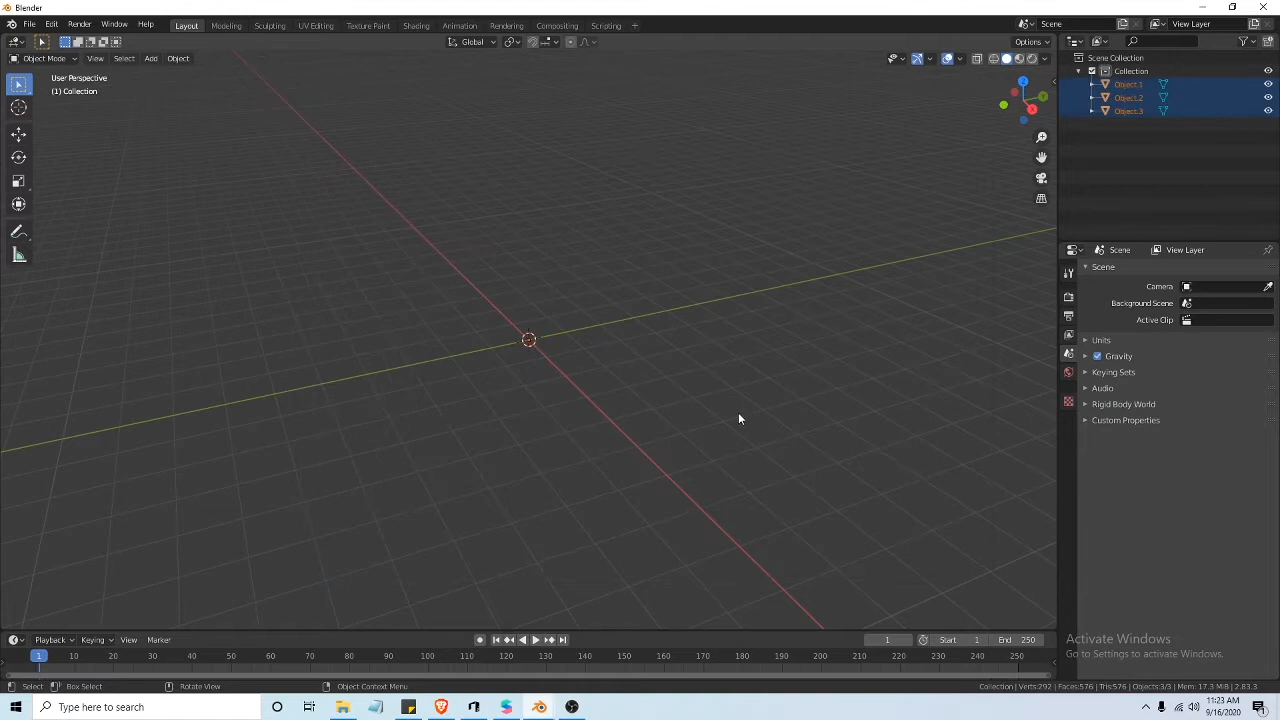 Blender
File Edit Render Window Help Layout Modeling Sculpting UV Editing Texture Paint Shading Animation Rendering Compositing Scripting + Scene View Layer
Global Options
Object Mode View Select Add Object
User Perspective
(1) Collection
Z
Y
X
Scene Collection
Collection
Object.1
Object.2
Object.3
Scene View Layer
Scene
Camera
Background Scene
Active Clip
Units
Gravity
Keying Sets
Audio
Rigid Body World
Custom Properties
Playback Keying View Marker 1 Start 1 End 250
1 10 20 30 40 50 60 70 80 90 100 110 120 130 140 150 160 170 180 190 200 210 220 230 240 250
Activate Windows
Go to Settings to activate Windows.
Select Box Select Rotate View Object Context Menu Collection | Verts:292 | Faces:576 | Tris:576 | Objects:3/3 | Mem: 17.3 MiB | 2.83.3
Type here to search
11:23 AM
9/16/2020
1